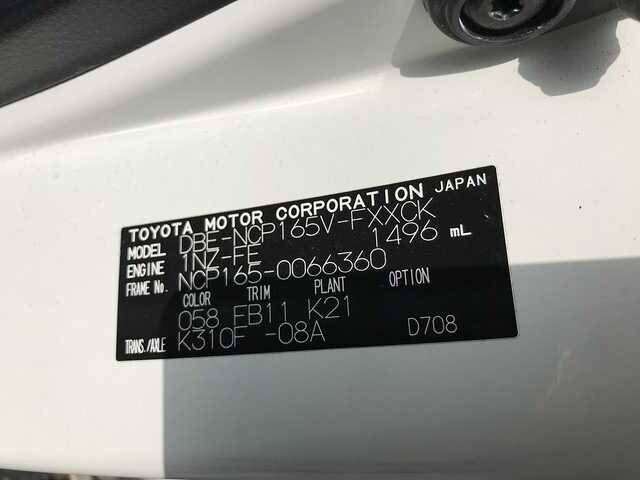 TOYOTA MOTOR CORPORATION JAPAN
MODEL DBE-NCP165V-FXXCK
ENGINE 1NZ-FE 1496 mL
FRAME No. NCP165-0066360
COLOR TRIM PLANT OPTION
058 FB11 K21
TRANS./AXLE K310F -08A D708